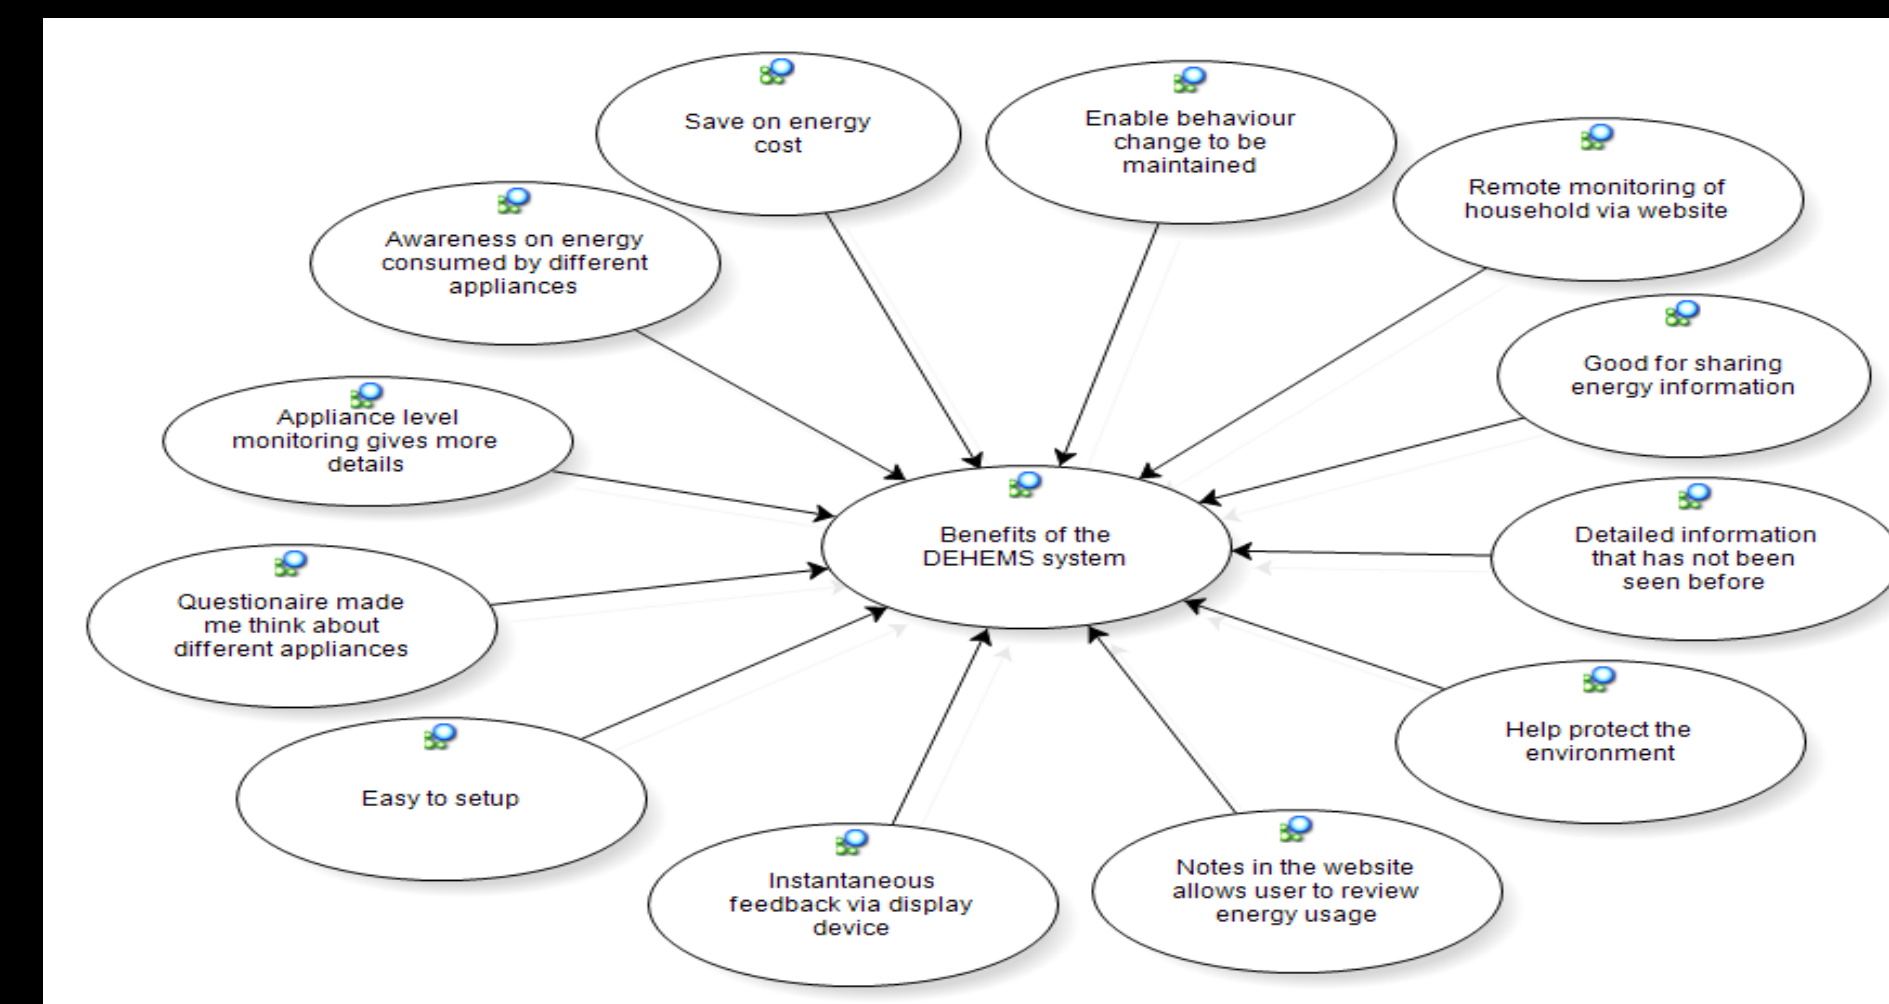 Save on energy
cost
Enable behaviour
change to be
maintained
Remote monitoring of
household via website
Awareness on energy
consumed by different
appliances
Good for sharing
energy information
Appliance level
monitoring gives more
details
Benefits of the
DEHEMS system
Detailed information
that has not been
seen before
Questionaire made
me think about
different appliances
Help protect the
environment
Easy to setup
Instantaneous
feedback via display
device
Notes in the website
allows user to review
energy usage